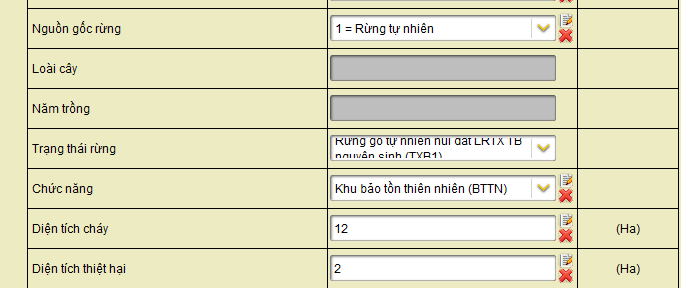 Nguồn gốc rừng 1 = Rừng tự nhiên
Loài cây
Năm trồng
Trạng thái rừng Rừng gỗ tự nhiên núi đất LRTX TB
nguyên sinh (TXB1)
Chức năng Khu bảo tồn thiên nhiên (BTTN)
Diện tích cháy 12 (Ha)
Diện tích thiệt hại 2 (Ha)